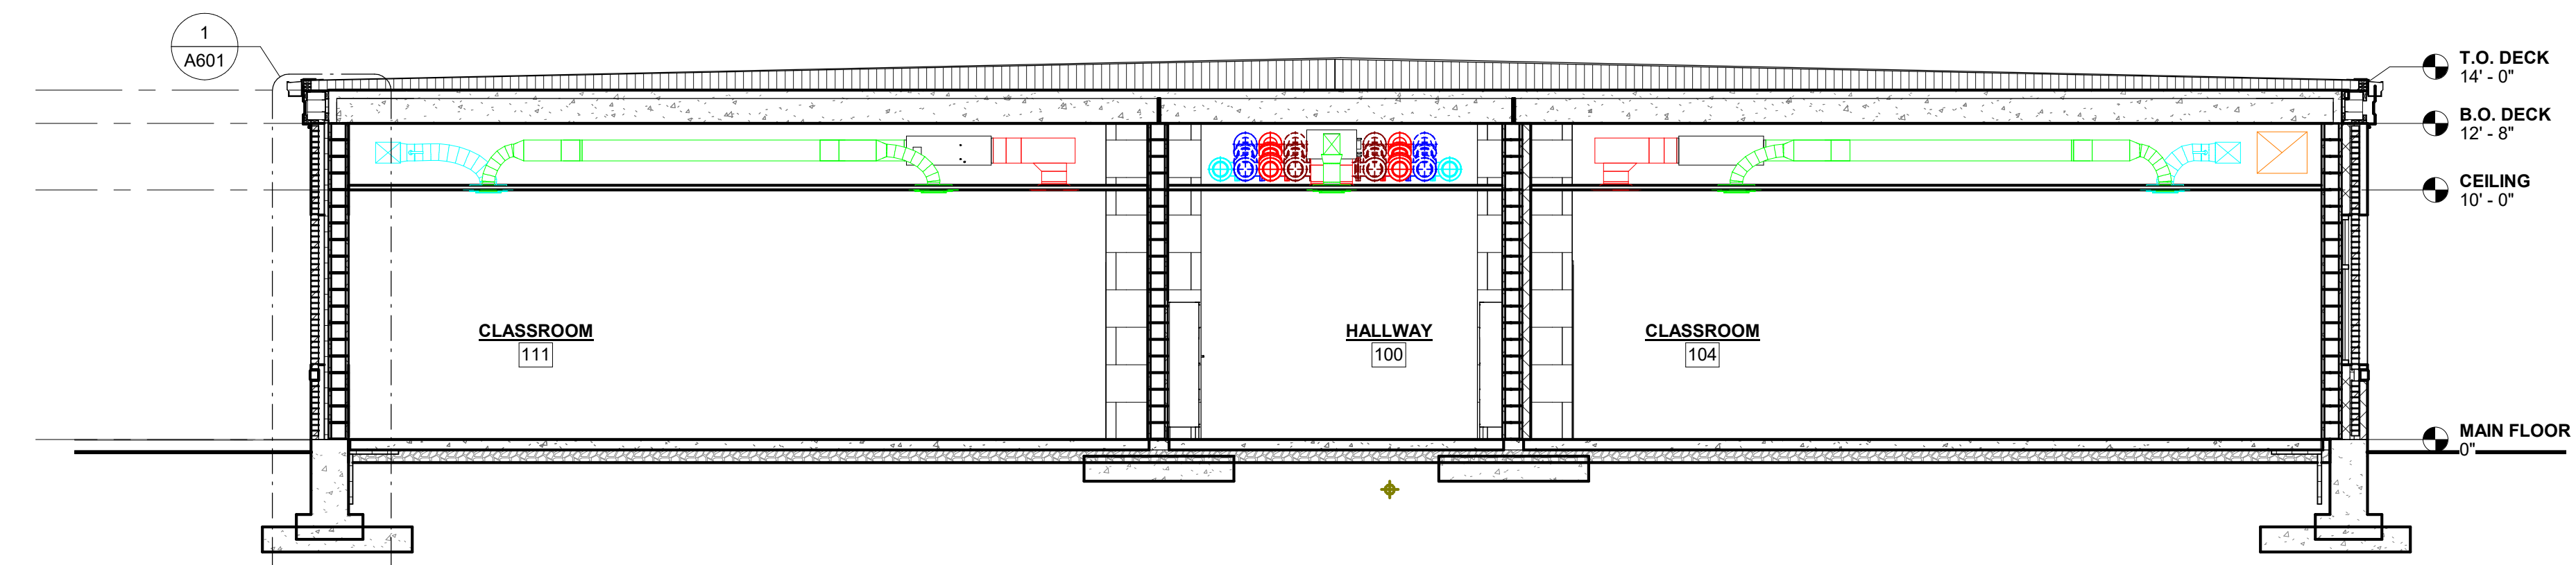 1
A601
T.O. DECK
14' - 0"
B.O. DECK
12' - 8"
CEILING
10' - 0"
CLASSROOM
111
HALLWAY
100
CLASSROOM
104
MAIN FLOOR
0"